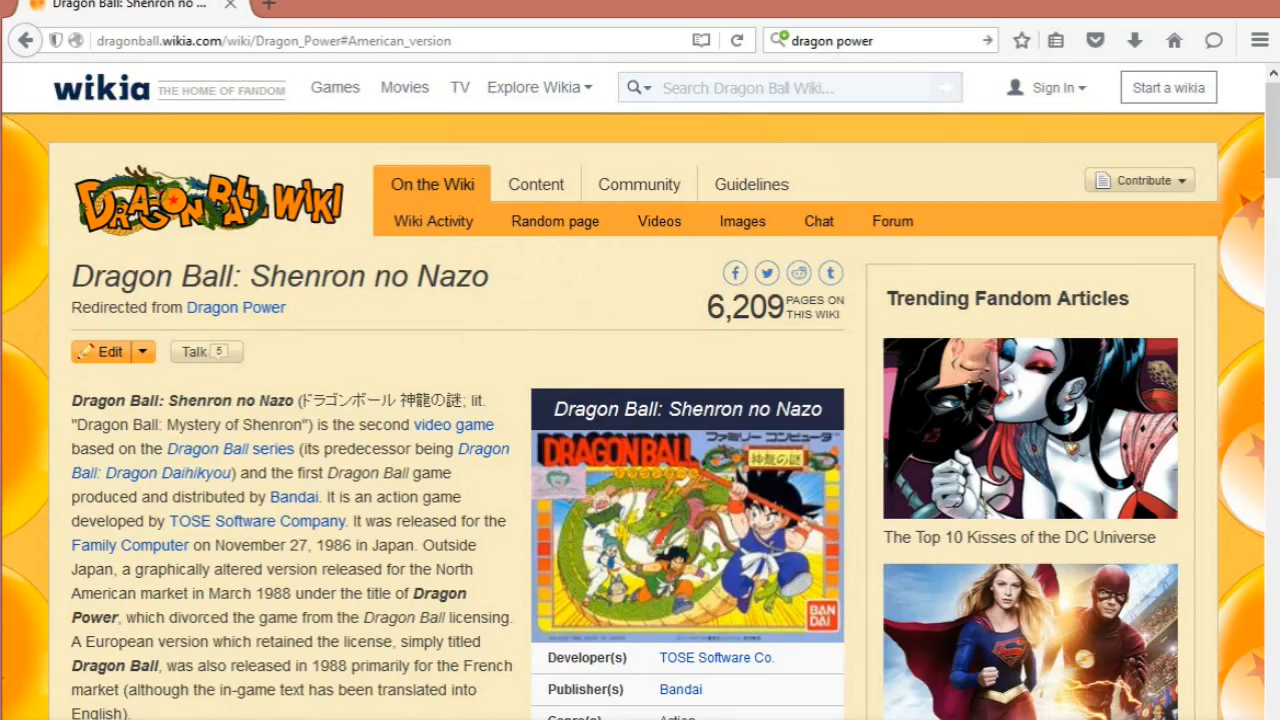 Dragon Ball: Shenron no ...
dragonball.wikia.com/wiki/Dragon_Power#American_version
dragon power
wikia THE HOME OF FANDOM
Games Movies TV Explore Wikia
Search Dragon Ball Wiki...
Sign In
Start a wikia
DRAGON BALL WIKI
On the Wiki Content Community Guidelines
Contribute
Wiki Activity Random page Videos Images Chat Forum
Dragon Ball: Shenron no Nazo
Redirected from Dragon Power
6,209 PAGES ON THIS WIKI
Edit
Talk 5
Dragon Ball: Shenron no Nazo (ドラゴンボール 神龍の謎; lit.
"Dragon Ball: Mystery of Shenron") is the second video game
based on the Dragon Ball series (its predecessor being Dragon
Ball: Dragon Daihikyou) and the first Dragon Ball game
produced and distributed by Bandai. It is an action game
developed by TOSE Software Company. It was released for the
Family Computer on November 27, 1986 in Japan. Outside
Japan, a graphically altered version released for the North
American market in March 1988 under the title of Dragon
Power, which divorced the game from the Dragon Ball licensing.
A European version which retained the license, simply titled
Dragon Ball, was also released in 1988 primarily for the French
market (although the in-game text has been translated into
English).
Dragon Ball: Shenron no Nazo
ファミリーコンピュータ
DRAGON BALL
神龍の謎
ドラゴンボール
BAN
DAI
Developer(s) TOSE Software Co.
Publisher(s) Bandai
Genre(s) Action
Trending Fandom Articles
The Top 10 Kisses of the DC Universe